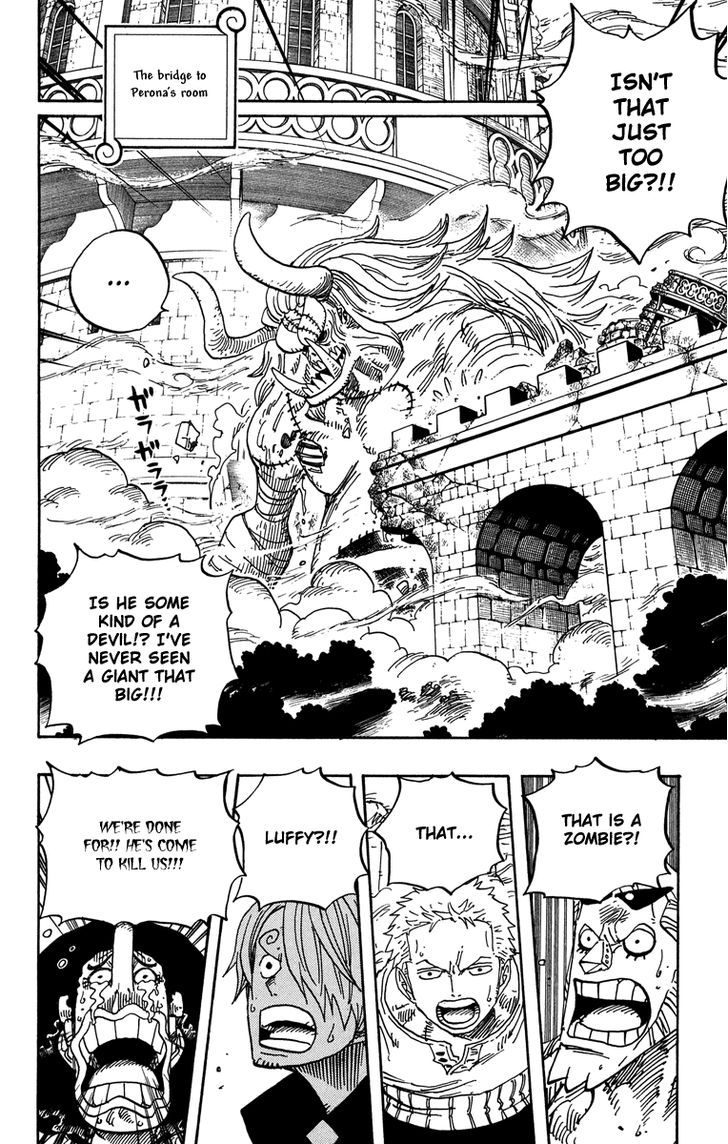 ISN'T
THAT
JUST
TOO
BIG?!!
The bridge to
Perona's room
...
ガラ
ガララ
IS HE SOME
KIND OF A
DEVIL!? I'VE
NEVER SEEN
A GIANT THAT
BIG!!!
THAT IS A
ZOMBIE?!
THAT...
LUFFY?!!
WE'RE DONE
FOR!! HE'S COME
TO KILL US!!!